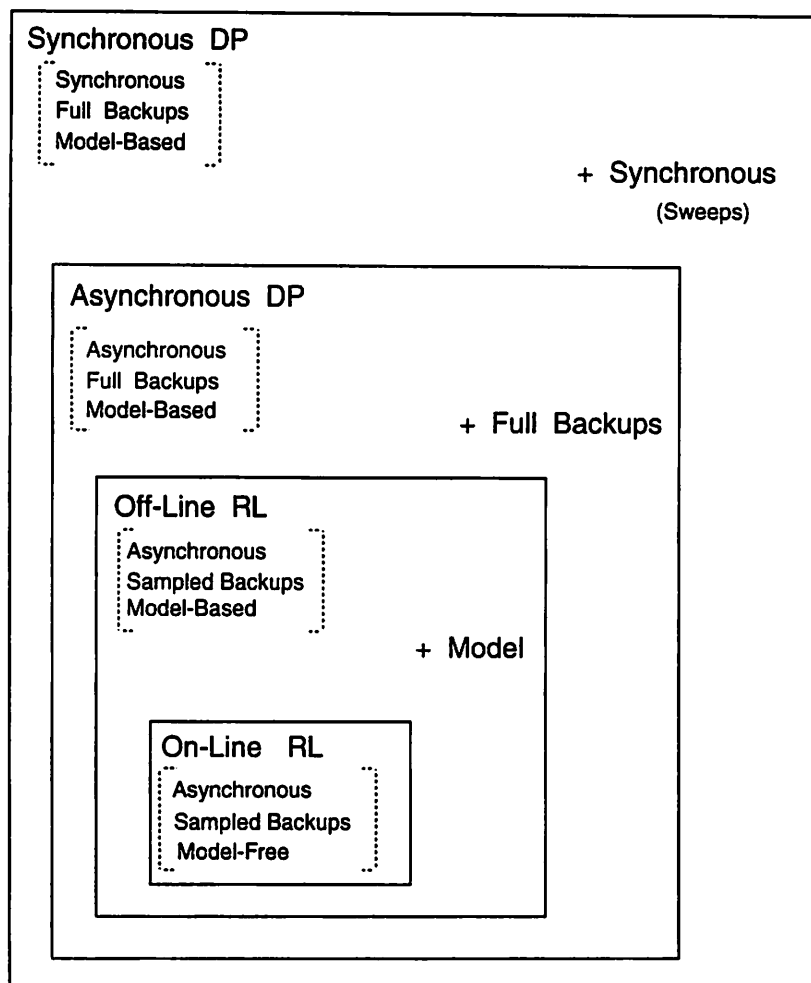 Synchronous DP
Synchronous
Full Backups
Model-Based
+ Synchronous
(Sweeps)
Asynchronous DP
Asynchronous
Full Backups
Model-Based
+ Full Backups
Off-Line RL
Asynchronous
Sampled Backups
Model-Based
+ Model
On-Line RL
Asynchronous
Sampled Backups
Model-Free